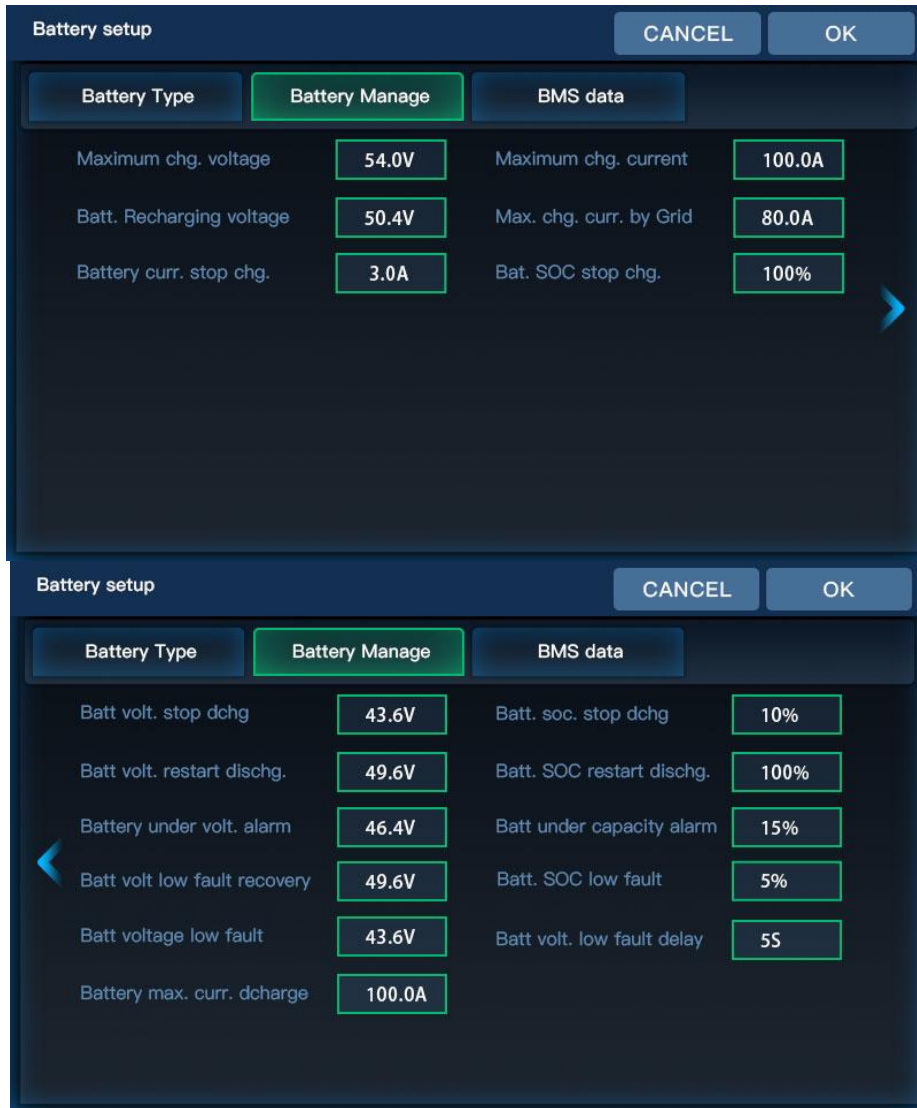 Battery setup CANCEL OK
Battery Type Battery Manage BMS data
Maximum chg. voltage 54.0V Maximum chg. current 100.0A
Batt. Recharging voltage 50.4V Max. chg. curr. by Grid 80.0A
Battery curr. stop chg. 3.0A Bat. SOC stop chg. 100%
Battery setup CANCEL OK
Battery Type Battery Manage BMS data
Batt volt. stop dchg 43.6V Batt. soc. stop dchg 10%
Batt volt. restart dischg. 49.6V Batt. SOC restart dischg. 100%
Battery under volt. alarm 46.4V Batt under capacity alarm 15%
Batt volt low fault recovery 49.6V Batt. SOC low fault 5%
Batt voltage low fault 43.6V Batt volt. low fault delay 5S
Battery max. curr. dcharge 100.0A